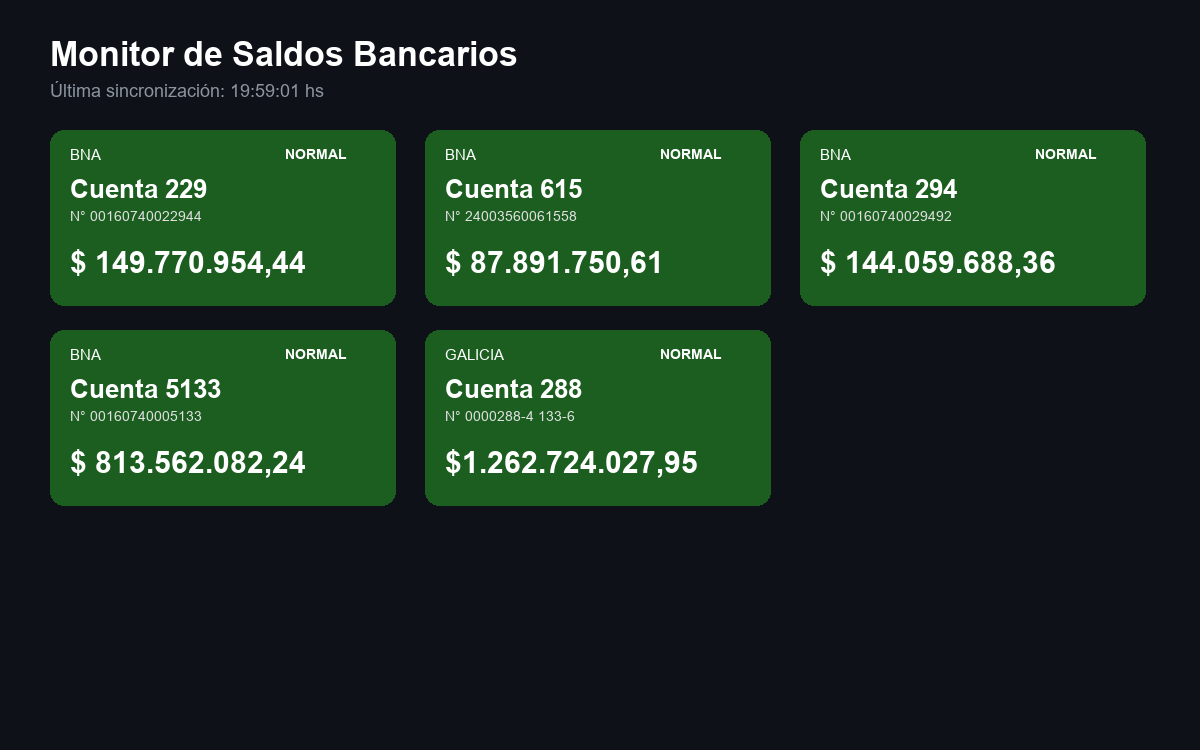 Monitor de Saldos Bancarios
Última sincronización: 19:59:01 hs
BNA NORMAL
Cuenta 229
N° 00160740022944
$ 149.770.954,44
BNA NORMAL
Cuenta 615
N° 24003560061558
$ 87.891.750,61
BNA NORMAL
Cuenta 294
N° 00160740029492
$ 144.059.688,36
BNA NORMAL
Cuenta 5133
N° 00160740005133
$ 813.562.082,24
GALICIA NORMAL
Cuenta 288
N° 0000288-4 133-6
$1.262.724.027,95